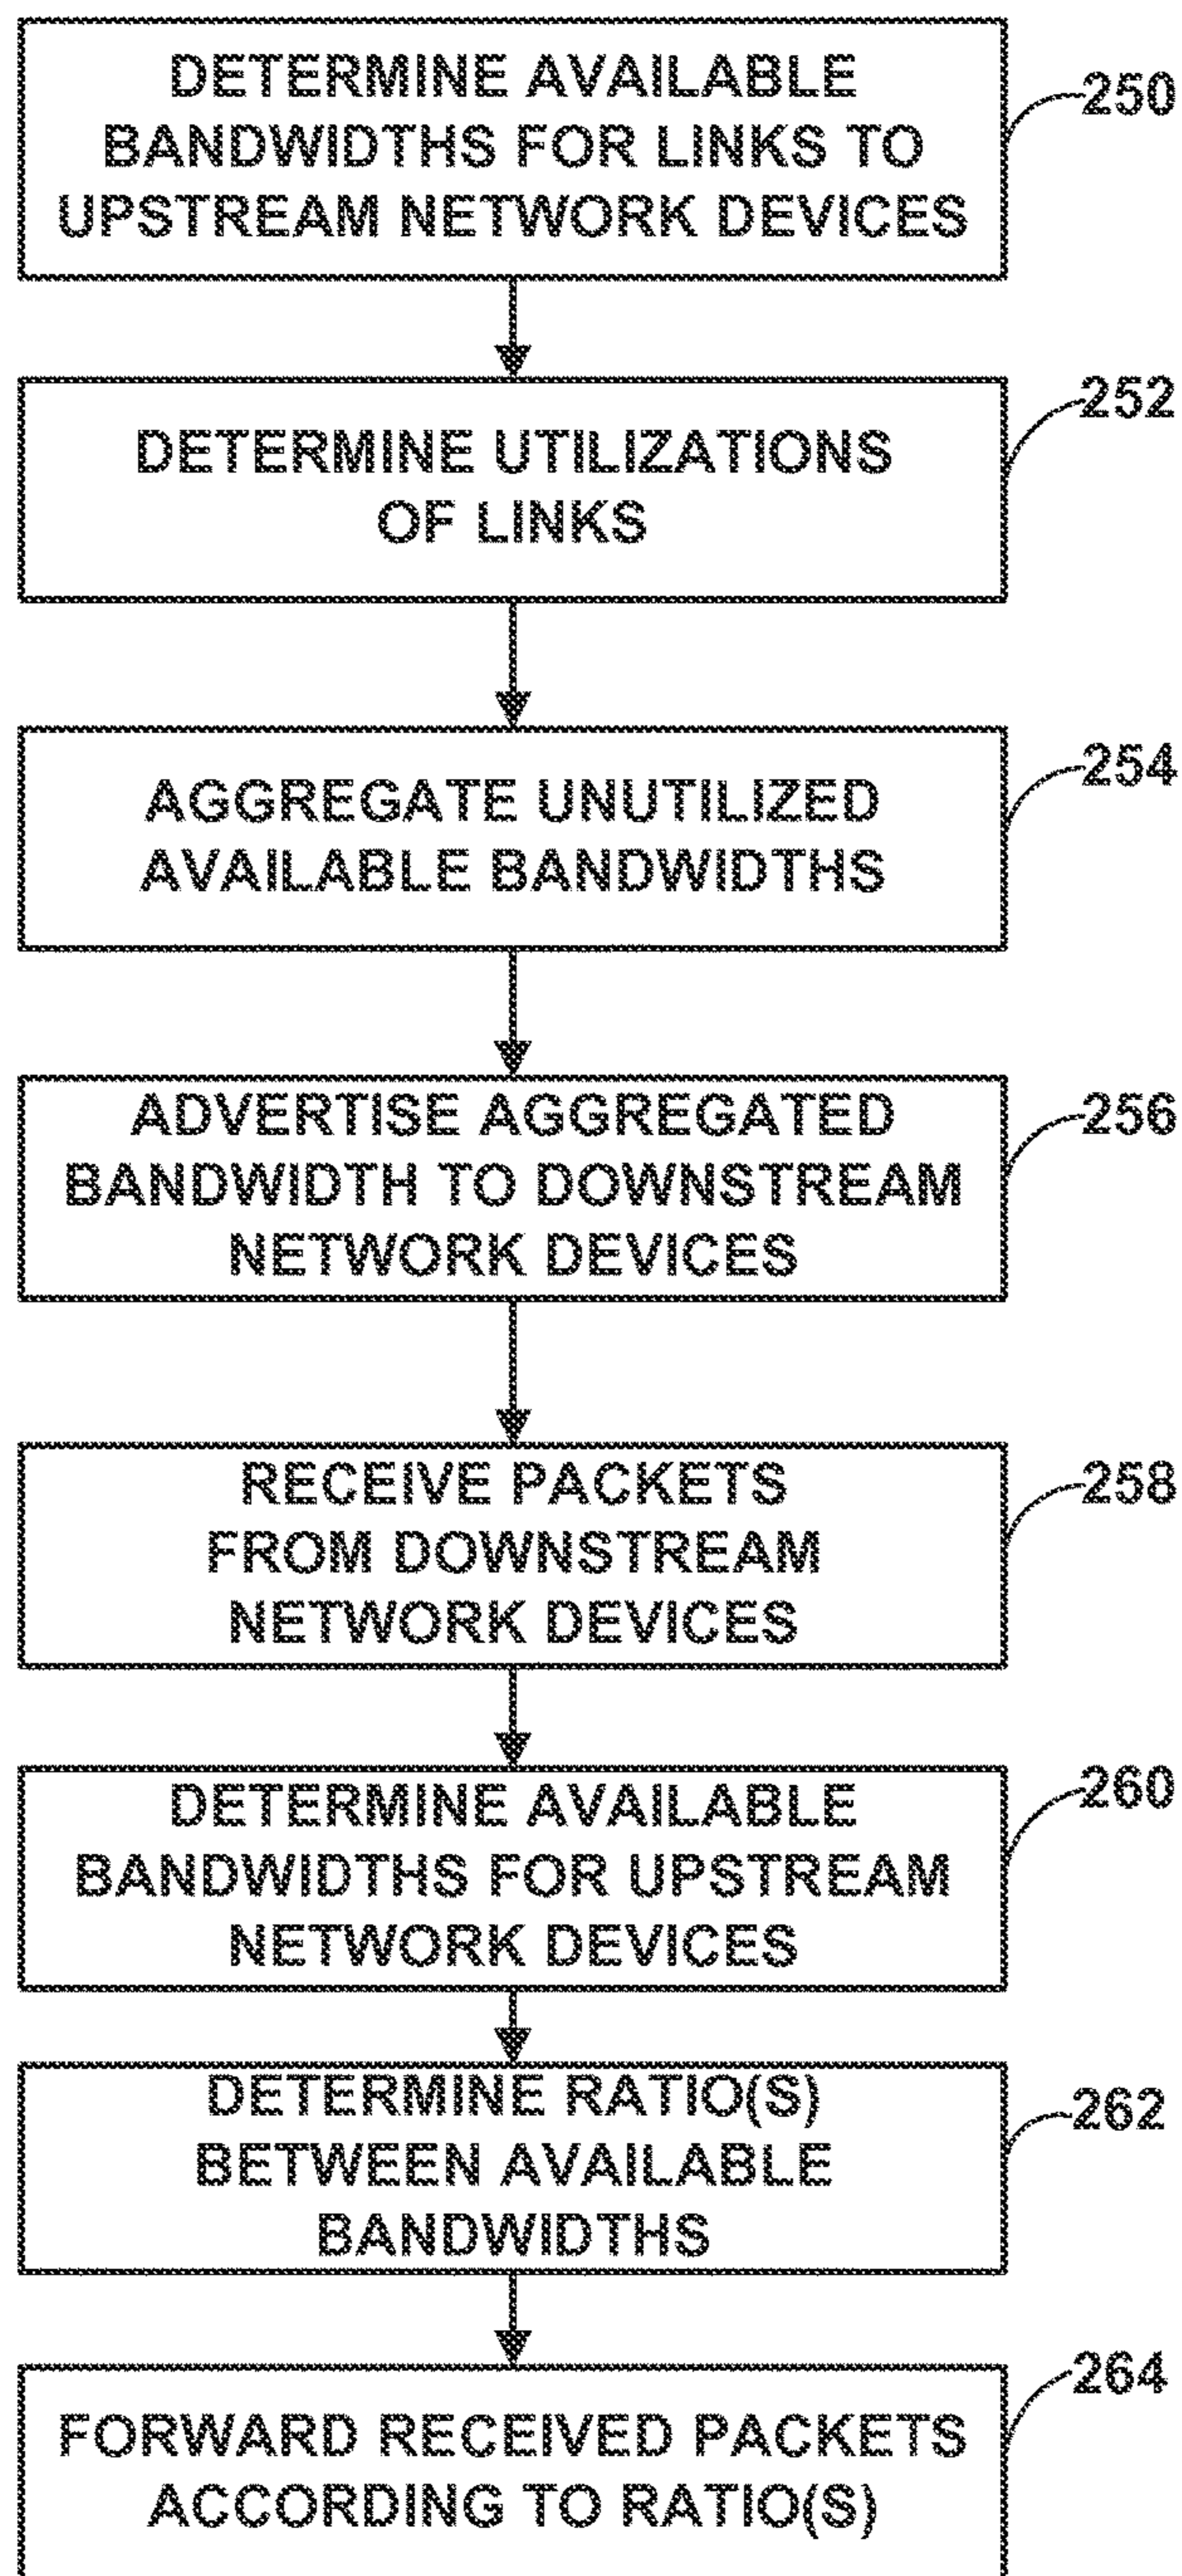 DETERMINE AVAILABLE
BANDWIDTHS FOR LINKS TO
UPSTREAM NETWORK DEVICES
250
DETERMINE UTILIZATIONS
OF LINKS
252
AGGREGATE UNUTILIZED
AVAILABLE BANDWIDTHS
254
ADVERTISE AGGREGATED
BANDWIDTH TO DOWNSTREAM
NETWORK DEVICES
256
RECEIVE PACKETS
FROM DOWNSTREAM
NETWORK DEVICES
258
DETERMINE AVAILABLE
BANDWIDTHS FOR UPSTREAM
NETWORK DEVICES
260
DETERMINE RATIO(S)
BETWEEN AVAILABLE
BANDWIDTHS
262
FORWARD RECEIVED PACKETS
ACCORDING TO RATIO(S)
264